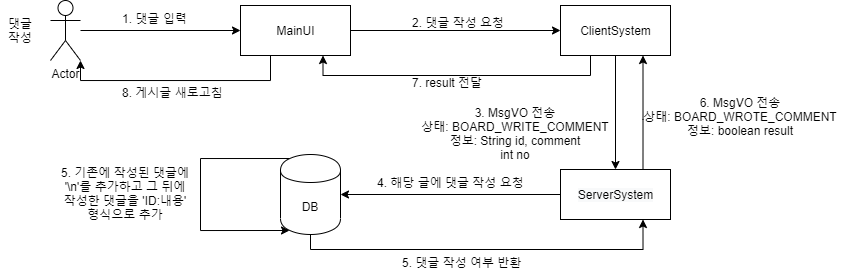 댓글
작성
Actor
1. 댓글 입력
MainUI
2. 댓글 작성 요청
ClientSystem
7. result 전달
8. 게시글 새로고침
3. MsgVO 전송
상태: BOARD_WRITE_COMMENT
정보: String id, comment
int no
6. MsgVO 전송
상태: BOARD_WROTE_COMMENT
정보: boolean result
5. 기존에 작성된 댓글에
'\n'를 추가하고 그 뒤에
작성한 댓글을 'ID:내용'
형식으로 추가
DB
4. 해당 글에 댓글 작성 요청
ServerSystem
5. 댓글 작성 여부 반환